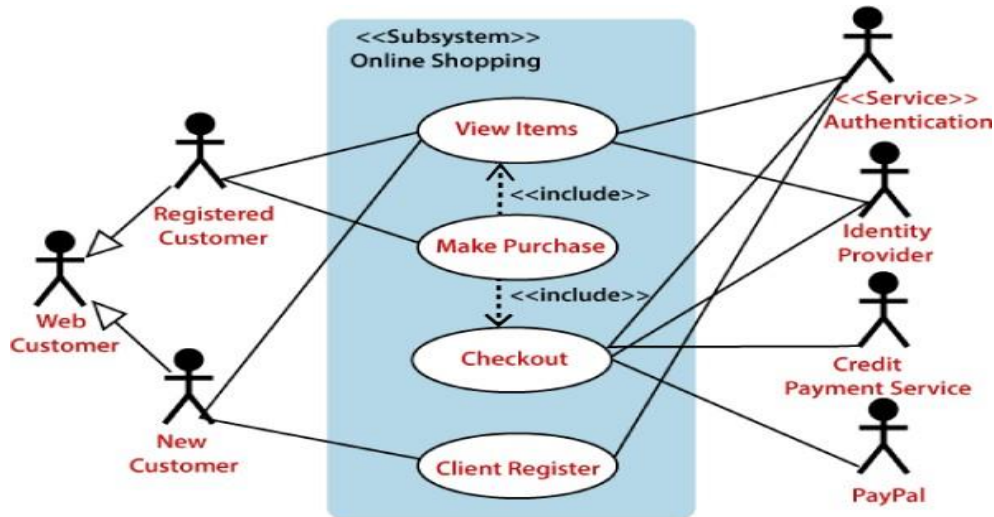 <<Subsystem>>
Online Shopping
View Items
<<Service>>
Authentication
<<include>>
Registered
Customer
Make Purchase
Identity
Provider
<<include>>
Web
Customer
Checkout
Credit
Payment Service
New
Customer
Client Register
PayPal